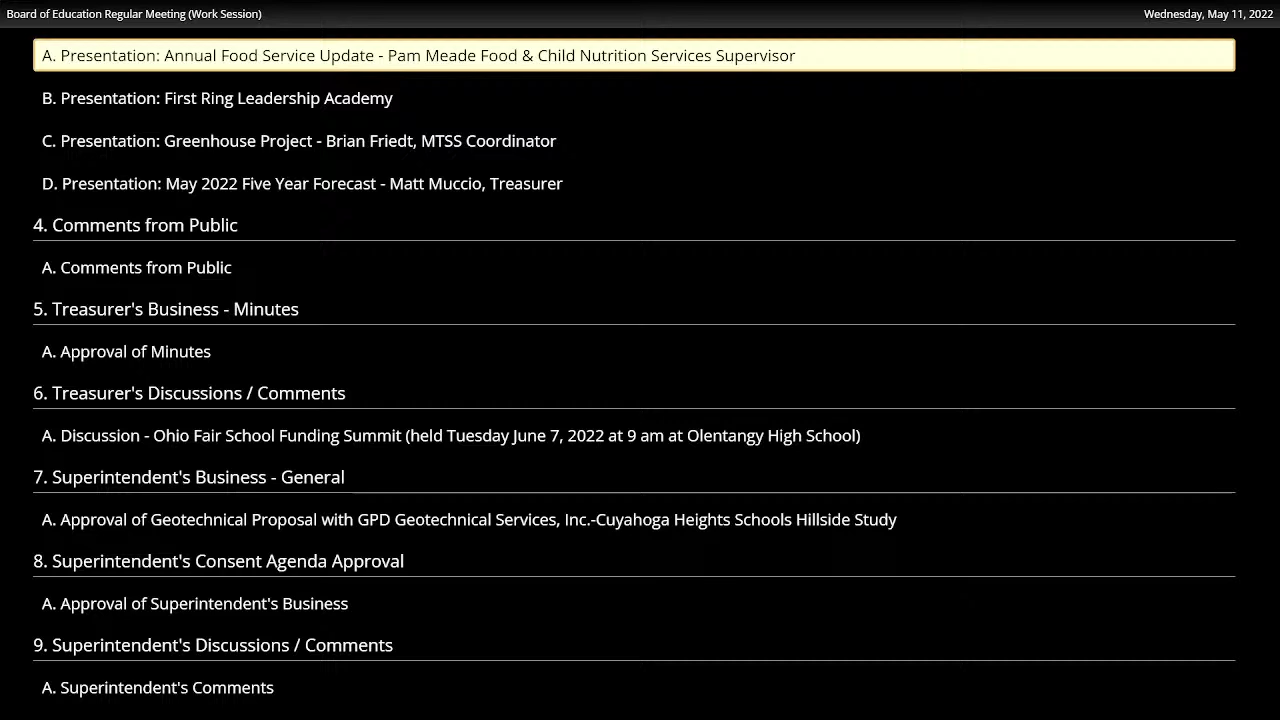 Board of Education Regular Meeting (Work Session)
Wednesday, May 11, 2022
A. Presentation: Annual Food Service Update - Pam Meade Food & Child Nutrition Services Supervisor
B. Presentation: First Ring Leadership Academy
C. Presentation: Greenhouse Project - Brian Friedt, MTSS Coordinator
D. Presentation: May 2022 Five Year Forecast - Matt Muccio, Treasurer
4. Comments from Public
A. Comments from Public
5. Treasurer's Business - Minutes
A. Approval of Minutes
6. Treasurer's Discussions / Comments
A. Discussion - Ohio Fair School Funding Summit (held Tuesday June 7, 2022 at 9 am at Olentangy High School)
7. Superintendent's Business - General
A. Approval of Geotechnical Proposal with GPD Geotechnical Services, Inc.-Cuyahoga Heights Schools Hillside Study
8. Superintendent's Consent Agenda Approval
A. Approval of Superintendent's Business
9. Superintendent's Discussions / Comments
A. Superintendent's Comments